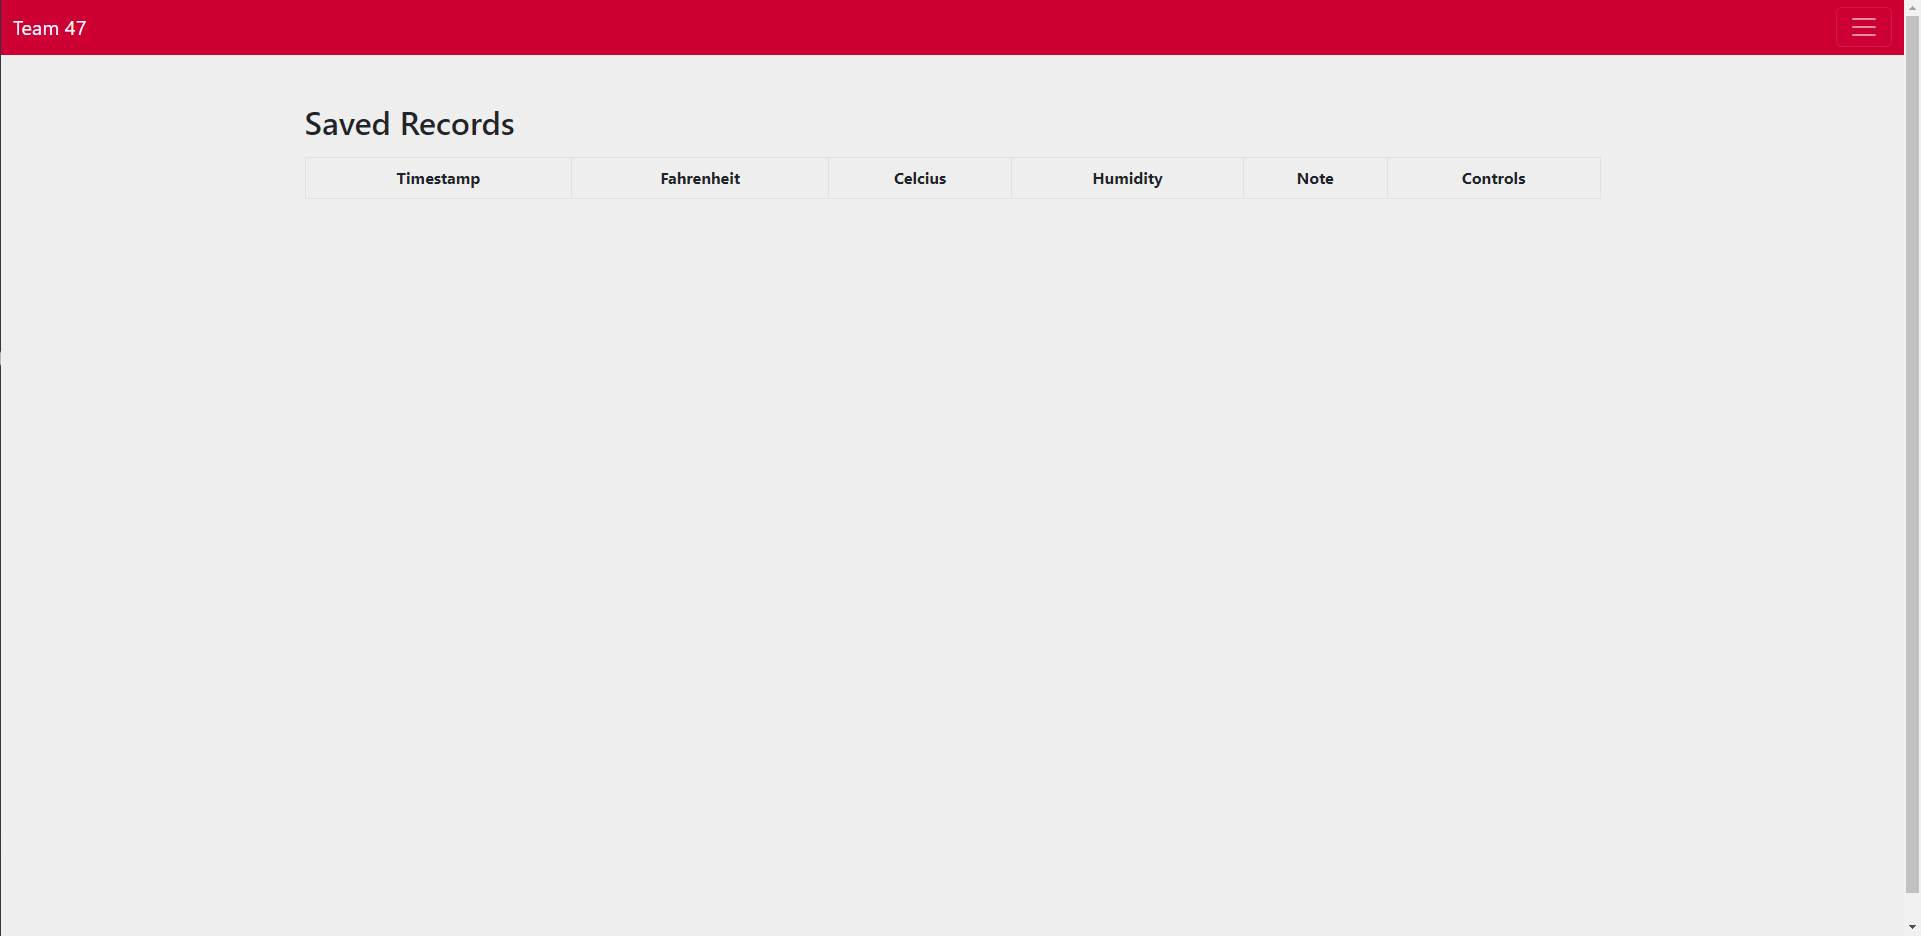 Team 47
Saved Records
Timestamp Fahrenheit Celcius Humidity Note Controls